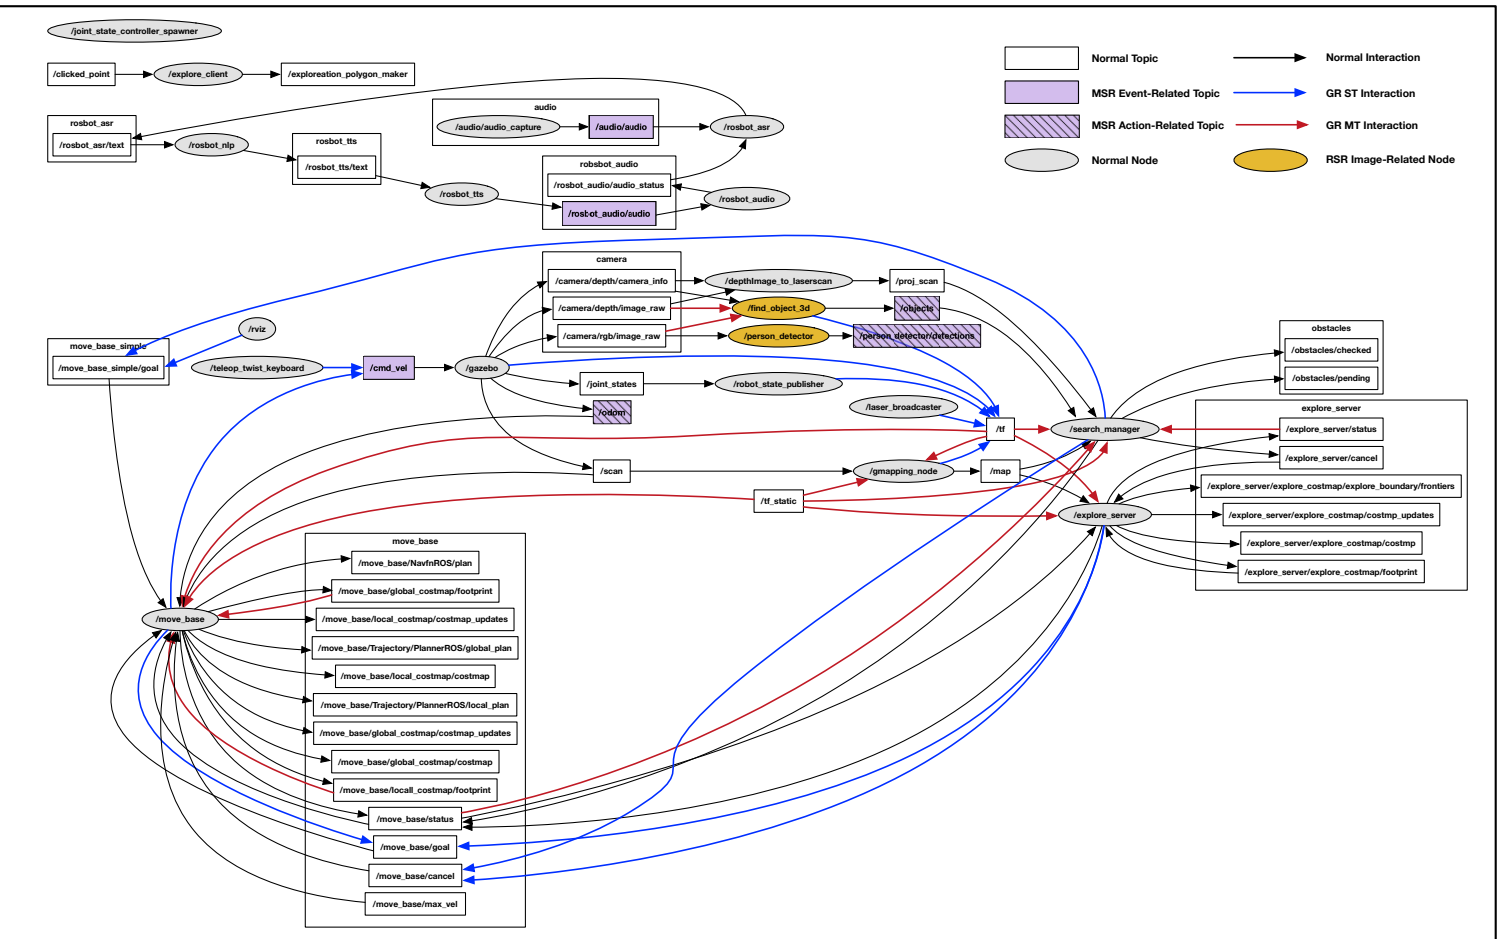 /joint_state_controller_spawner
/clicked_point
/explore_client
/exploreation_polygon_maker
Normal Topic
Normal Interaction
MSR Event-Related Topic
GR ST Interaction
MSR Action-Related Topic
GR MT Interaction
Normal Node
RSR Image-Related Node
audio
/audio/audio_capture
/audio/audio
/rosbot_asr
rosbot_asr
/rosbot_asr/text
/rosbot_nlp
rosbot_tts
/rosbot_tts/text
/rosbot_tts
robsbot_audio
/rosbot_audio/audio_status
/rosbot_audio/audio
/rosbot_audio
camera
/camera/depth/camera_info
/camera/depth/image_raw
/camera/rgb/image_raw
/depthImage_to_laserscan
/proj_scan
/find_object_3d
/objects
/person_detector
/person_detector/detections
/rviz
move_base_simple
/move_base_simple/goal
/teleop_twist_keyboard
/cmd_vel
/gazebo
/joint_states
/robot_state_publisher
/odom
/laser_broadcaster
/tf
/search_manager
/scan
/gmapping_node
/map
/tf_static
/explore_server
obstacles
/obstacles/checked
/obstacles/pending
explore_server
/explore_server/status
/explore_server/cancel
/explore_server/explore_costmap/explore_boundary/frontiers
/explore_server/explore_costmap/costmp_updates
/explore_server/explore_costmap/costmp
/explore_server/explore_costmap/footprint
/move_base
move_base
/move_base/NavfnROS/plan
/move_base/global_costmap/footprint
/move_base/local_costmap/costmap_updates
/move_base/Trajectory/PlannerROS/global_plan
/move_base/local_costmap/costmap
/move_base/Trajectory/PlannerROS/local_plan
/move_base/global_costmap/costmap_updates
/move_base/global_costmap/costmap
/move_base/locall_costmap/footprint
/move_base/status
/move_base/goal
/move_base/cancel
/move_base/max_vel